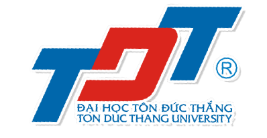 TDT ®
ĐẠI HỌC TÔN ĐỨC THẮNG
TON DUC THANG UNIVERSITY